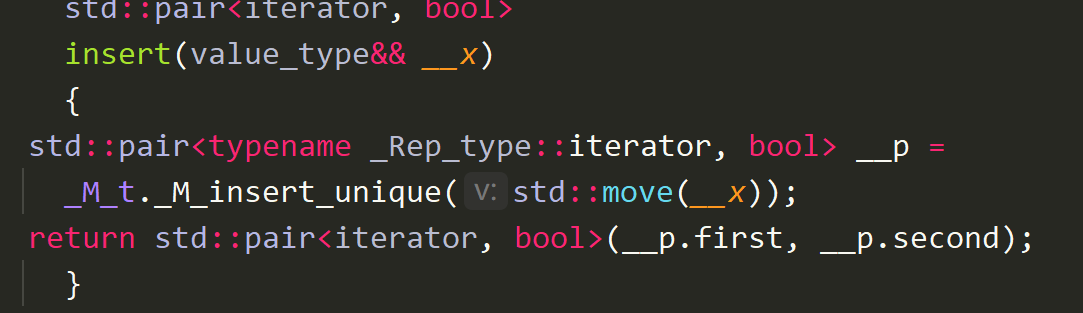 std::pair<iterator, bool>
insert(value_type&& __x)
{
std::pair<typename _Rep_type::iterator, bool> __p =
_M_t._M_insert_unique(v: std::move(__x));
return std::pair<iterator, bool>(__p.first, __p.second);
}